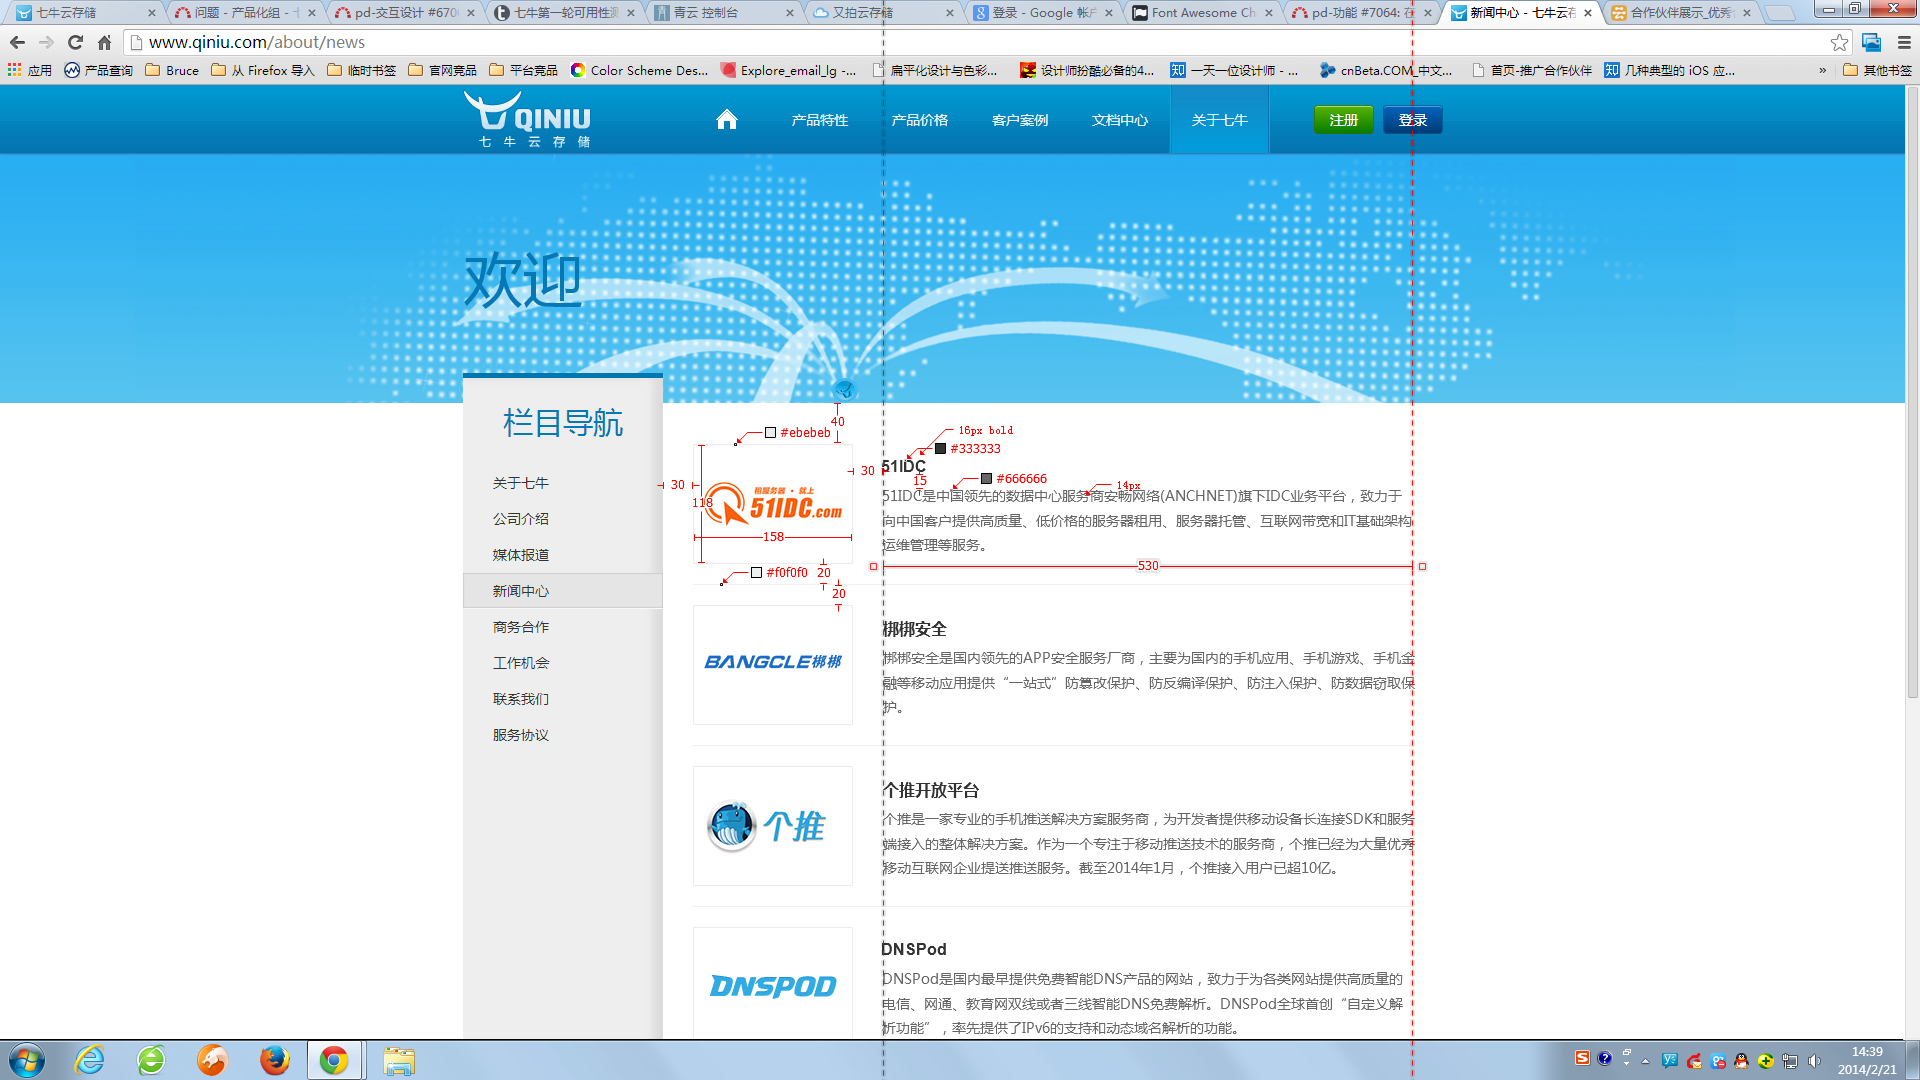 七牛云存储
问题 - 产品化组 - 七
pd-交互设计 #670
七牛第一轮可用性测
青云 控制台
又拍云存储
登录 - Google 帐户
Font Awesome Ch
pd-功能 #7064: 在
新闻中心 - 七牛云存
合作伙伴展示_优秀
www.qiniu.com/about/news
应用
产品查询
Bruce
从 Firefox 导入
临时书签
官网竞品
平台竞品
Color Scheme Des...
Explore_email_lg -...
扁平化设计与色彩...
设计师扮酷必备的4...
一天一位设计师 - ...
cnBeta.COM_中文...
首页-推广合作伙伴
几种典型的 iOS 应...
»
其他书签
QINIU
七牛云存储
产品特性
产品价格
客户案例
文档中心
关于七牛
注册
登录
欢迎
栏目导航
关于七牛
公司介绍
媒体报道
新闻中心
商务合作
工作机会
联系我们
服务协议
40
#ebebeb
16px bold
#333333
30
118
租服务器·就上
51IDC.com
158
30
51IDC
15
#666666
14px
51IDC是中国领先的数据中心服务商安畅网络(ANCHNET)旗下IDC业务平台，致力于
向中国客户提供高质量、低价格的服务器租用、服务器托管、互联网带宽和IT基础架构
运维管理等服务。
530
#f0f0f0
20
20
BANGCLE梆梆
梆梆安全
梆梆安全是国内领先的APP安全服务厂商，主要为国内的手机应用、手机游戏、手机金
融等移动应用提供“一站式”防篡改保护、防反编译保护、防注入保护、防数据窃取保
护。
个推
个推开放平台
个推是一家专业的手机推送解决方案服务商，为开发者提供移动设备长连接SDK和服务
端接入的整体解决方案。作为一个专注于移动推送技术的服务商，个推已经为大量优秀
移动互联网企业提送推送服务。截至2014年1月，个推接入用户已超10亿。
DNSPOD
DNSPod
DNSPod是国内最早提供免费智能DNS产品的网站，致力于为各类网站提供高质量的
电信、网通、教育网双线或者三线智能DNS免费解析。DNSPod全球首创“自定义解
析功能”，率先提供了IPv6的支持和动态域名解析的功能。
14:39
2014/2/21